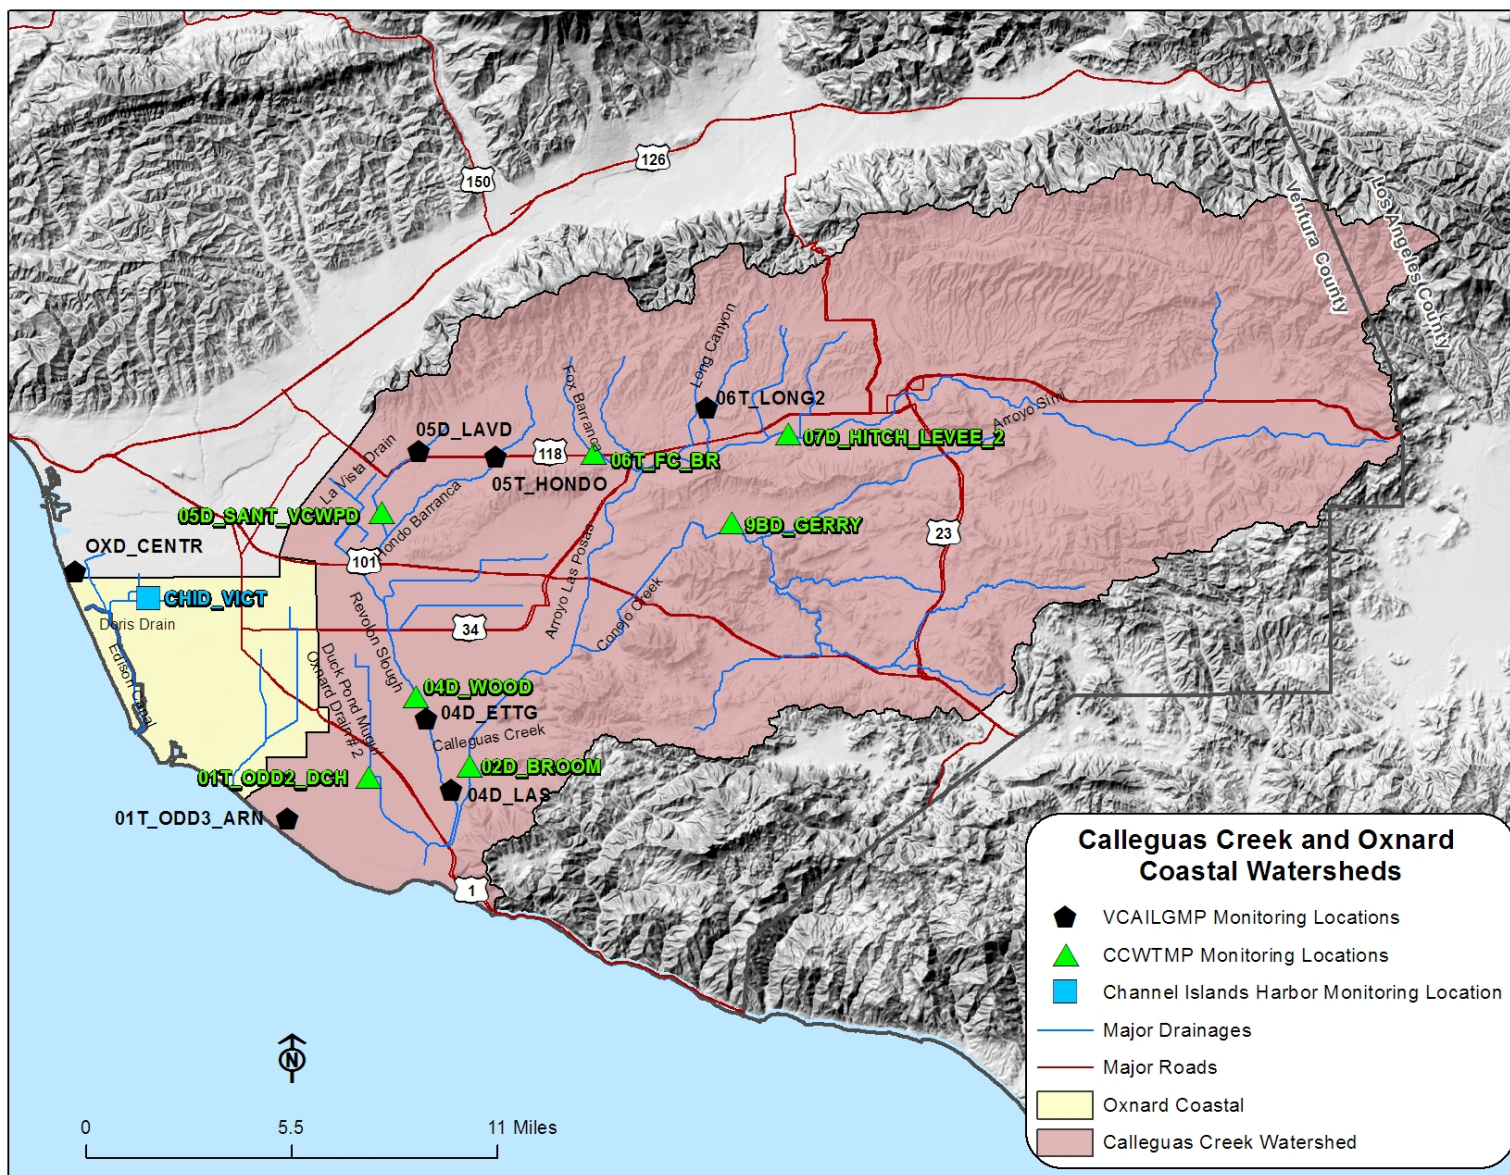 126
150
Ventura County
Los Angeles County
Long Canyon
Fox Barranca
06T_LONG2
Arroyo Simi
05D_LAVD
07D_HITCH_LEVEE_2
La Vista Drain
118
06T_FC_BR
05T_HONDO
Hondo Barranca
05D_SANT_VCWPD
9BD_GERRY
23
OXD_CENTR
101
Arroyo Las Posas
CHID_VICT
Conejo Creek
Doris Drain
Revolon Slough
34
Edison Canal
Duck Pond Mugu/
Oxnard Drain # 2
04D_WOOD
04D_ETTG
Calleguas Creek
02D_BROOM
01T_ODD2_DCH
04D_LAS
01T_ODD3_ARN
1
Calleguas Creek and Oxnard
Coastal Watersheds
VCAILGMP Monitoring Locations
CCWTMP Monitoring Locations
Channel Islands Harbor Monitoring Location
Major Drainages
Major Roads
Oxnard Coastal
Calleguas Creek Watershed
N
0 5.5 11 Miles